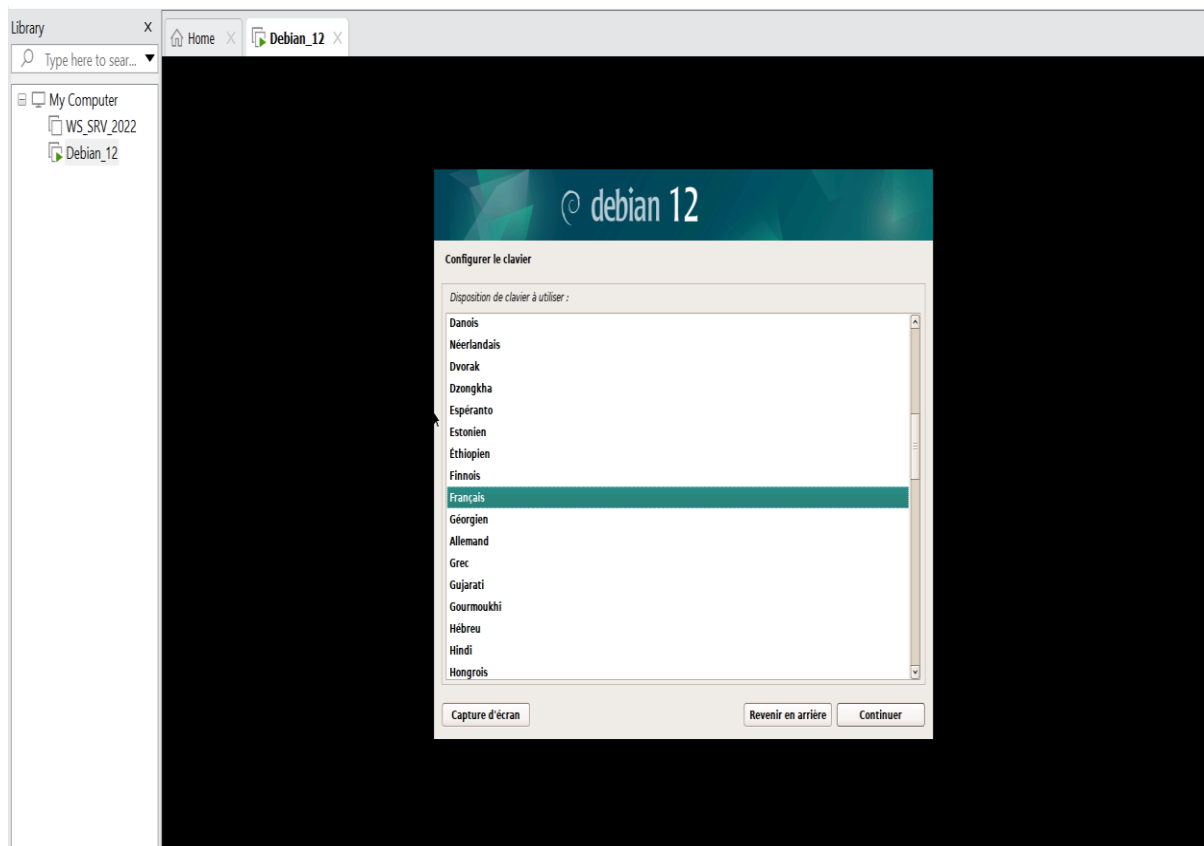 Library X
Type here to sear...
My Computer
WS_SRV_2022
Debian_12
Home X Debian_12 X
debian 12
Configurer le clavier
Disposition de clavier à utiliser :
Danois
Néerlandais
Dvorak
Dzongkha
Espéranto
Estonien
Éthiopien
Finnois
Français
Géorgien
Allemand
Grec
Gujarati
Gourmoukhi
Hébreu
Hindi
Hongrois
Capture d'écran Revenir en arrière Continuer